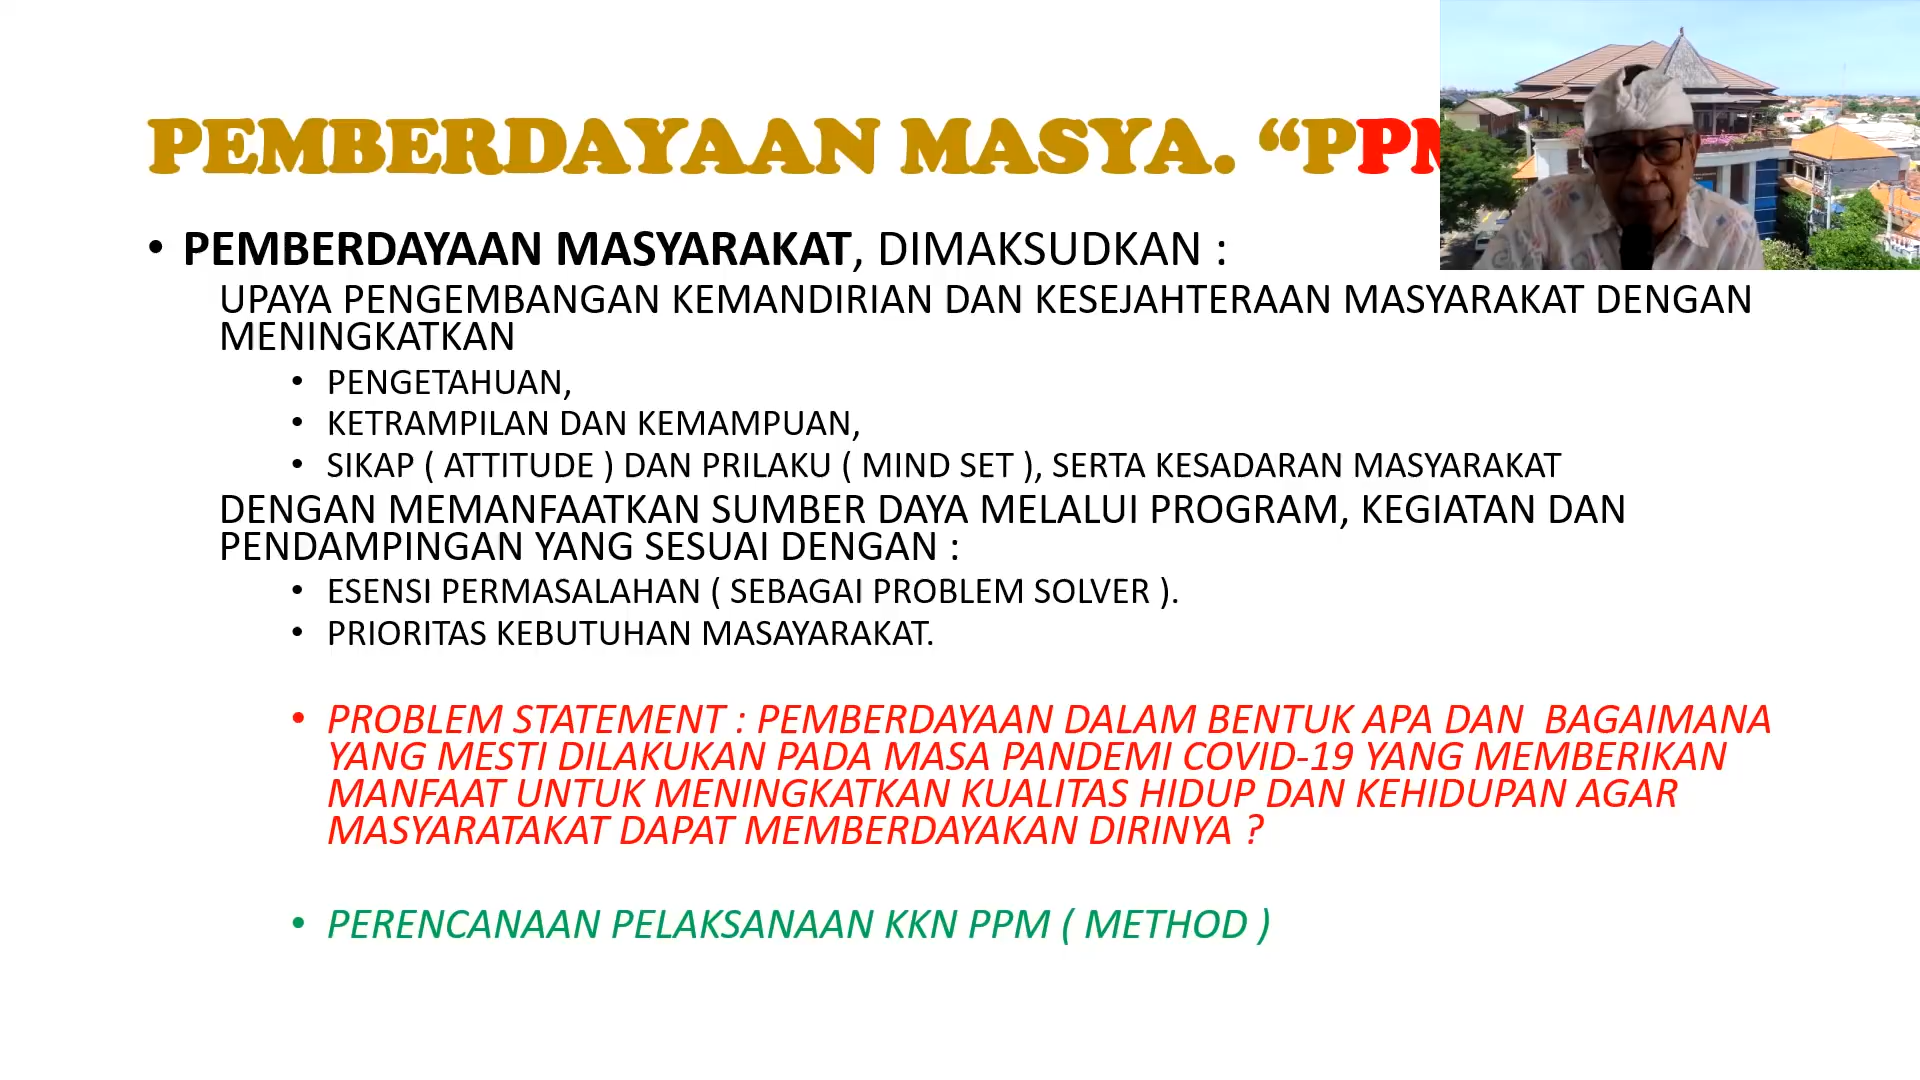 PEMBERDAYAAN MASYA. “PP
• PEMBERDAYAAN MASYARAKAT, DIMAKSUDKAN :
UPAYA PENGEMBANGAN KEMANDIRIAN DAN KESEJAHTERAAN MASYARAKAT DENGAN
MENINGKATKAN
• PENGETAHUAN,
• KETRAMPILAN DAN KEMAMPUAN,
• SIKAP ( ATTITUDE ) DAN PRILAKU ( MIND SET ), SERTA KESADARAN MASYARAKAT
DENGAN MEMANFAATKAN SUMBER DAYA MELALUI PROGRAM, KEGIATAN DAN
PENDAMPINGAN YANG SESUAI DENGAN :
• ESENSI PERMASALAHAN ( SEBAGAI PROBLEM SOLVER ).
• PRIORITAS KEBUTUHAN MASAYARAKAT.
• PROBLEM STATEMENT : PEMBERDAYAAN DALAM BENTUK APA DAN  BAGAIMANA
YANG MESTI DILAKUKAN PADA MASA PANDEMI COVID-19 YANG MEMBERIKAN
MANFAAT UNTUK MENINGKATKAN KUALITAS HIDUP DAN KEHIDUPAN AGAR
MASYARATAKAT DAPAT MEMBERDAYAKAN DIRINYA ?
• PERENCANAAN PELAKSANAAN KKN PPM ( METHOD )